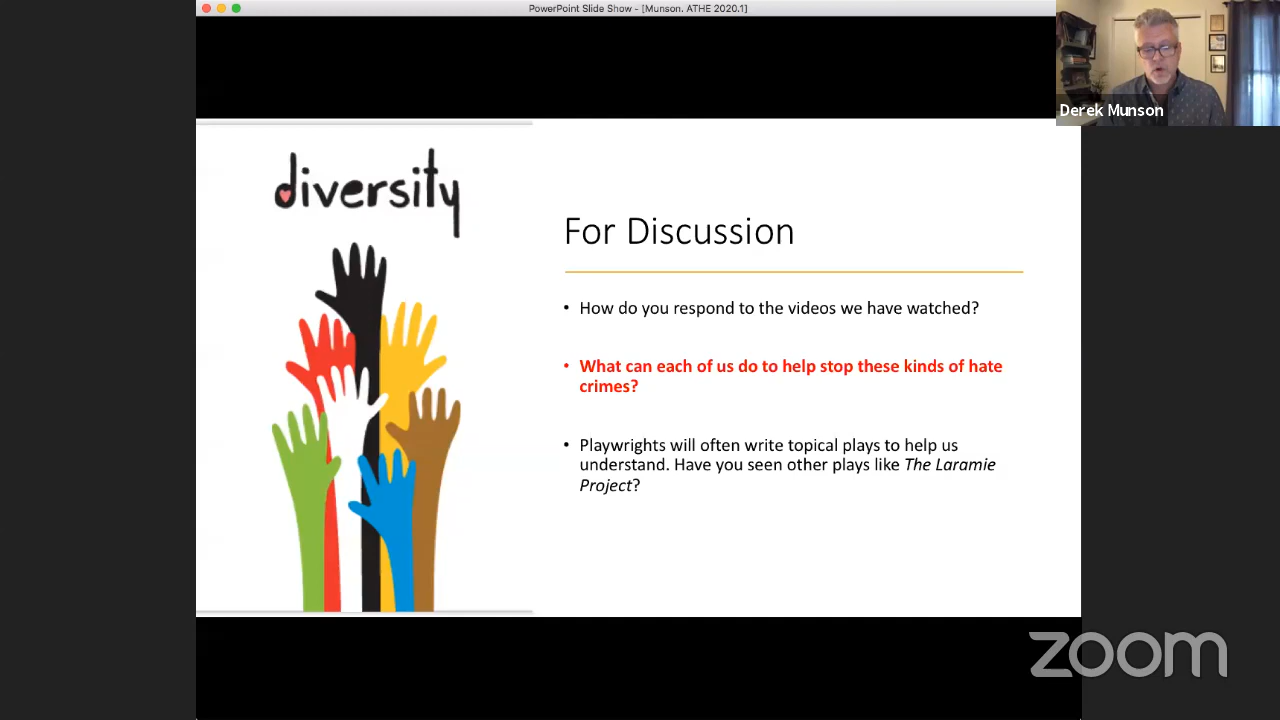 PowerPoint Slide Show - [Munson. ATHE 2020.1]
Derek Munson
diversity
For Discussion
• How do you respond to the videos we have watched?
• What can each of us do to help stop these kinds of hate
crimes?
• Playwrights will often write topical plays to help us
understand. Have you seen other plays like The Laramie
Project?
zoom